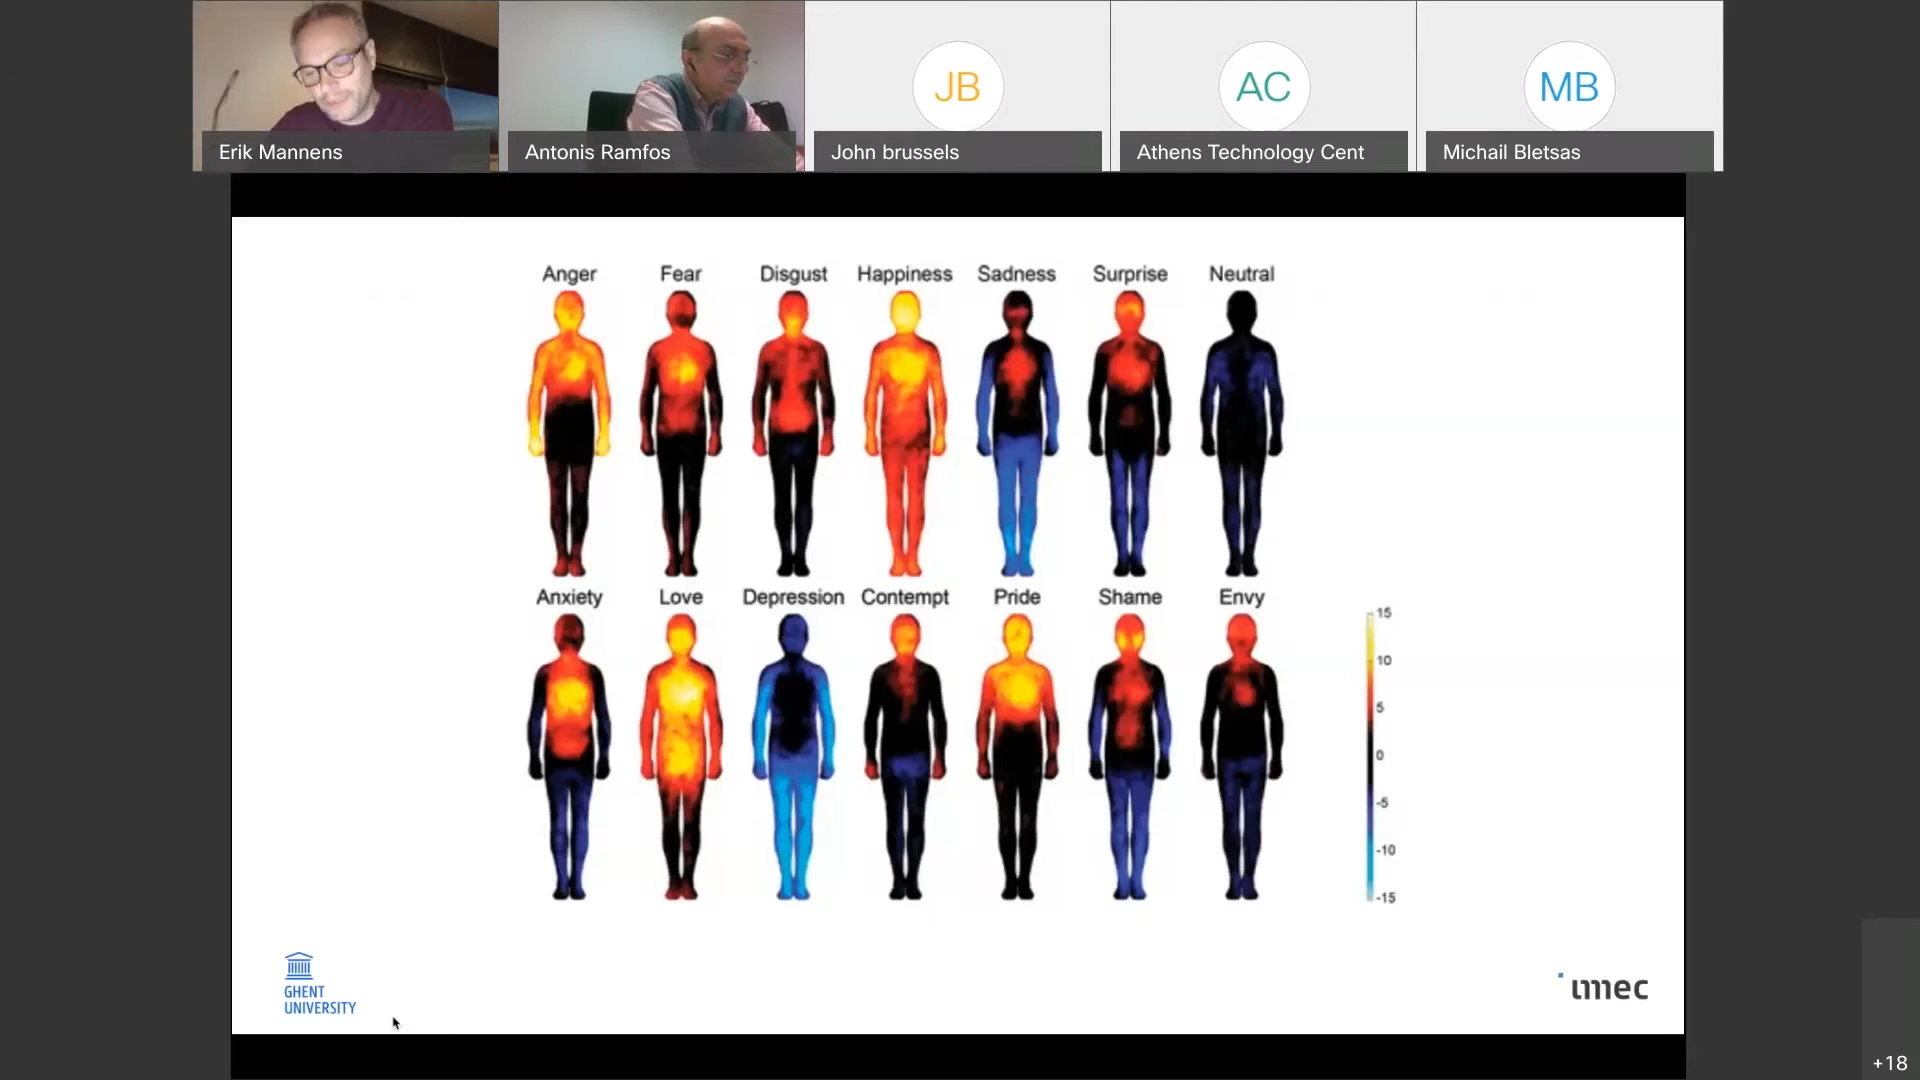 JB
AC
MB
Erik Mannens
Antonis Ramfos
John brussels
Athens Technology Cent
Michail Bletsas
Anger Fear Disgust Happiness Sadness Surprise Neutral
Anxiety Love Depression Contempt Pride Shame Envy
15
10
5
0
-5
-10
-15
GHENT
UNIVERSITY
imec
+18